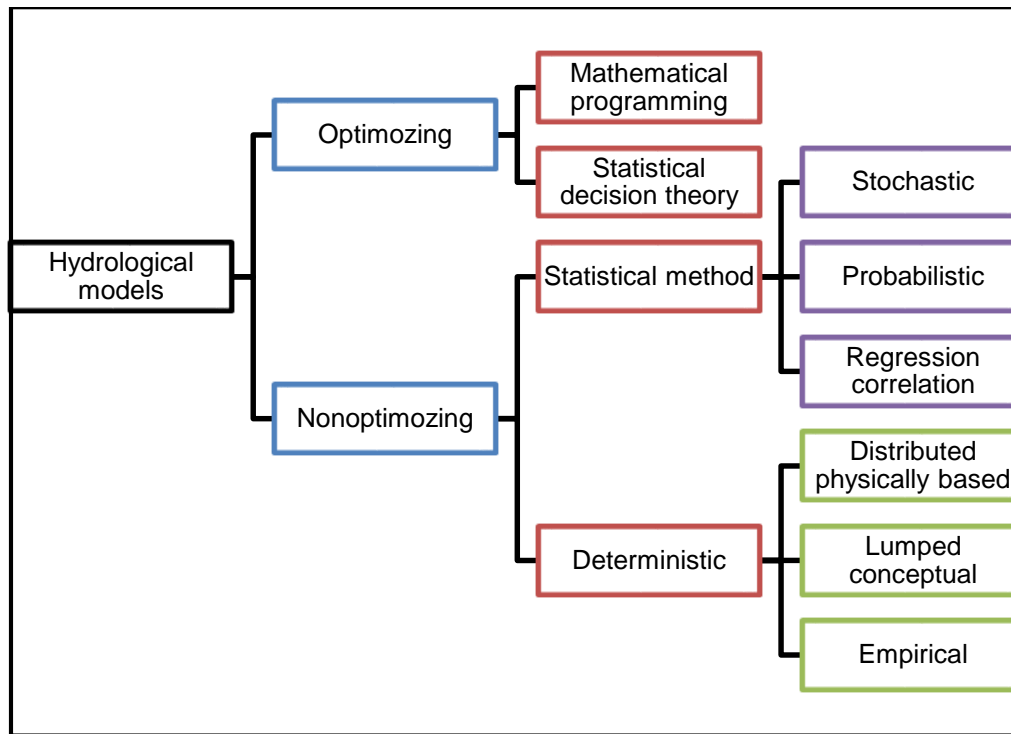 Hydrological
models
Optimozing
Nonoptimozing
Mathematical
programming
Statistical
decision theory
Statistical method
Deterministic
Stochastic
Probabilistic
Regression
correlation
Distributed
physically based
Lumped
conceptual
Empirical